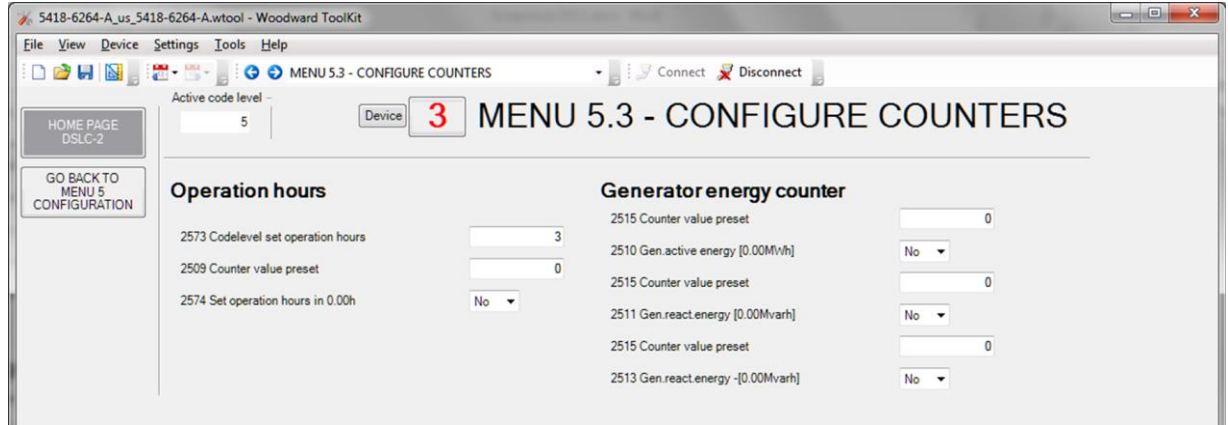 5418-6264-A_us_5418-6264-A.wtool - Woodward ToolKit
File View Device Settings Tools Help
MENU 5.3 - CONFIGURE COUNTERS Connect Disconnect
Active code level
5
HOME PAGE
DSLC-2
Device 3 MENU 5.3 - CONFIGURE COUNTERS
GO BACK TO
MENU 5
CONFIGURATION
Operation hours
2573 Codelevel set operation hours 3
2509 Counter value preset 0
2574 Set operation hours in 0.00h No
Generator energy counter
2515 Counter value preset 0
2510 Gen.active energy [0.00MWh] No
2515 Counter value preset 0
2511 Gen.react.energy [0.00Mvarh] No
2515 Counter value preset 0
2513 Gen.react.energy -[0.00Mvarh] No